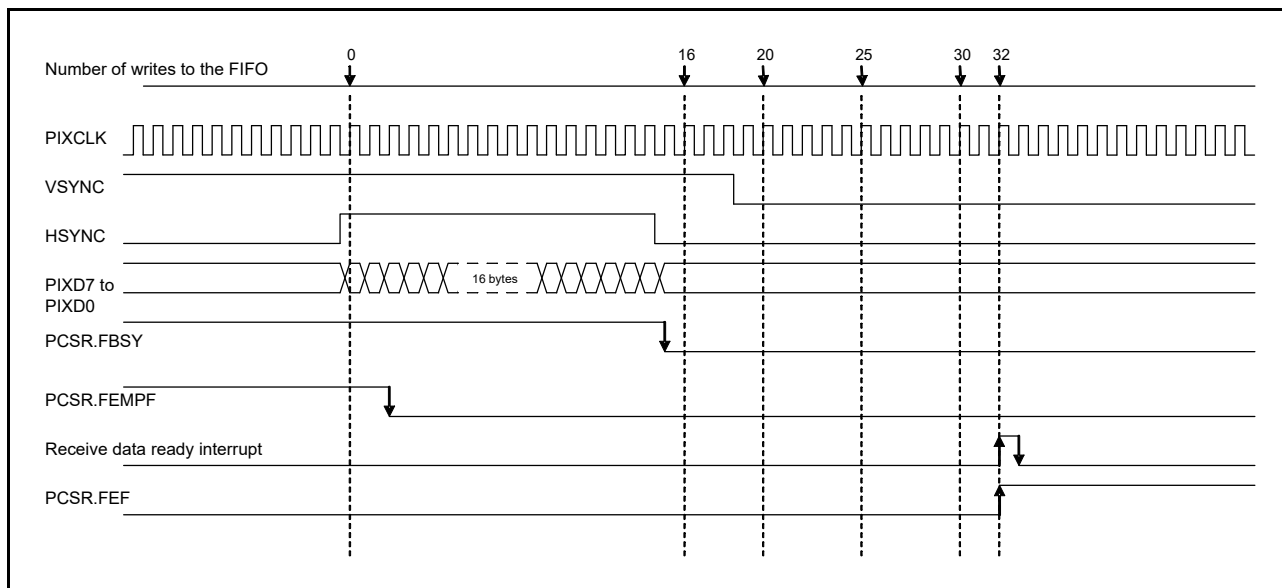 0 16 20 25 30 32
Number of writes to the FIFO
PIXCLK
VSYNC
HSYNC
16 bytes
PIXD7 to
PIXD0
PCSR.FBSY
PCSR.FEMPF
Receive data ready interrupt
PCSR.FEF